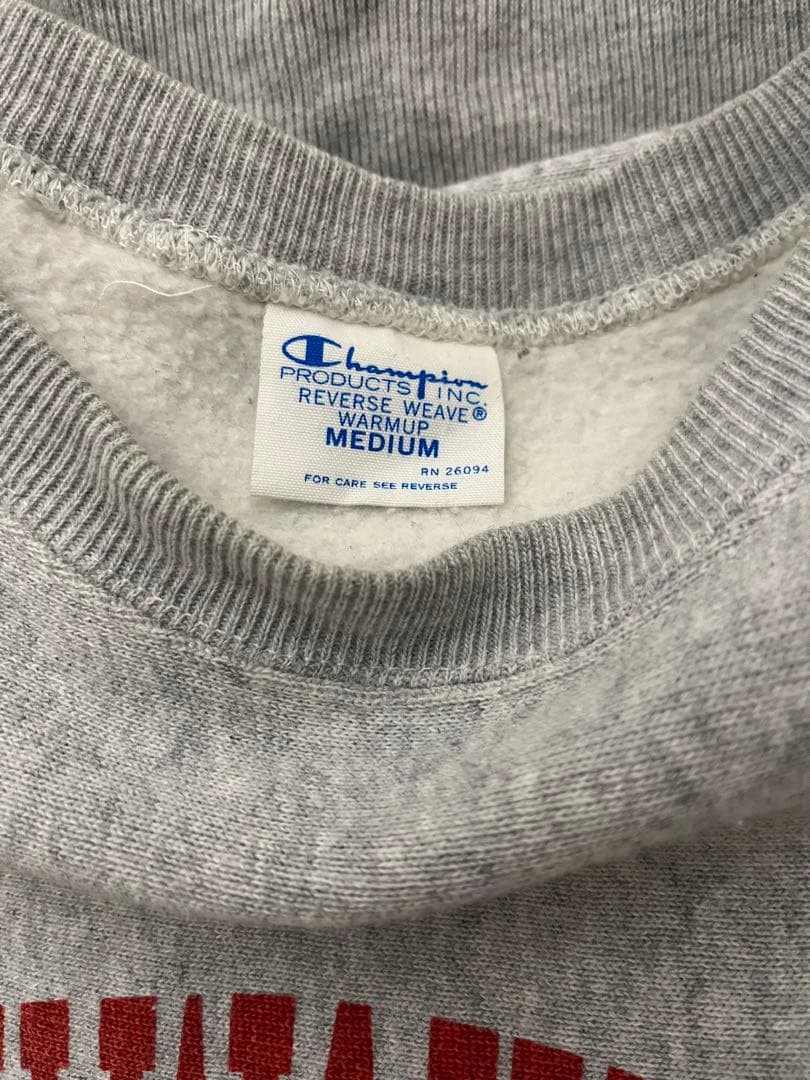 Champion
PRODUCTS INC.
REVERSE WEAVE®
WARMUP
MEDIUM
RN 26094
FOR CARE SEE REVERSE